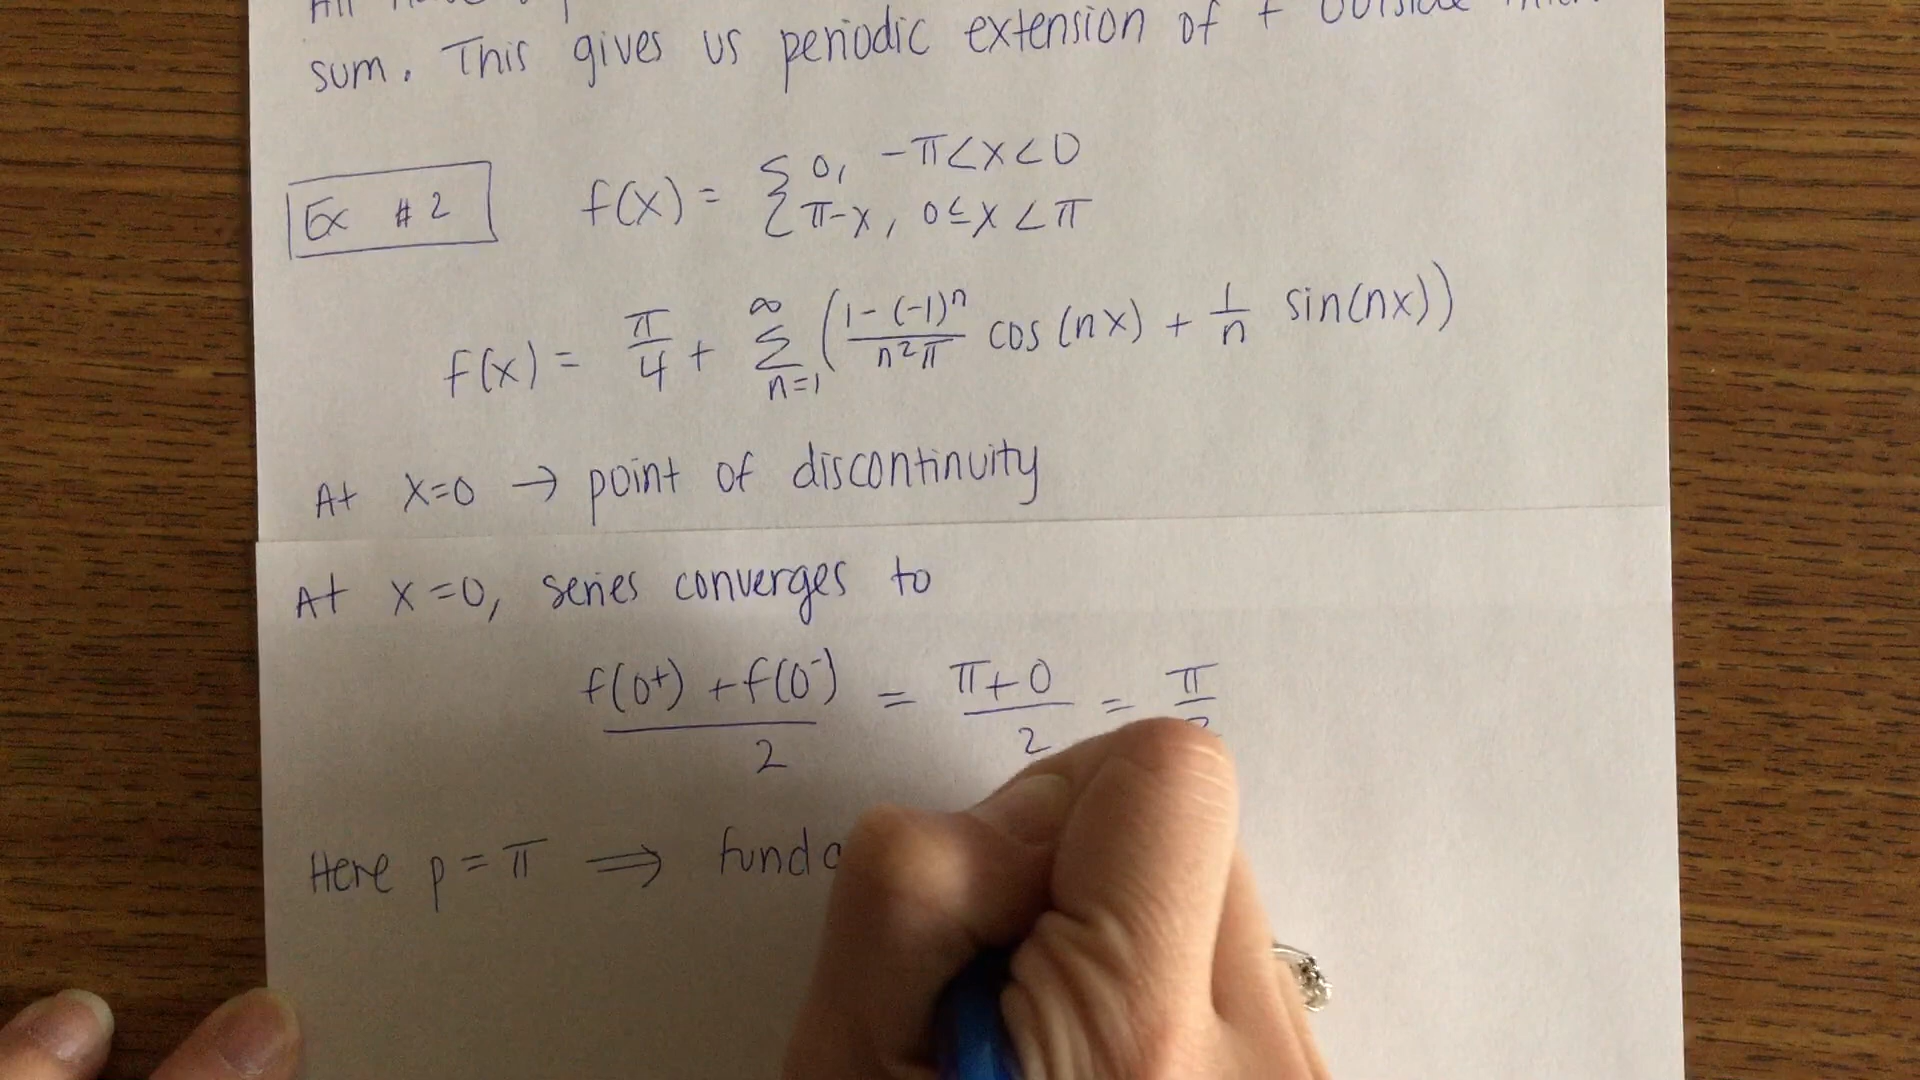 sum. This gives us periodic extension of f outside
Ex #2 f(x) = { 0, -π<x<0
π-x, 0≤x<π
f(x) = π/4 + ∞ Σ n=1 ( 1-(-1)ⁿ / n²π cos(nx) + 1/n sin(nx))
At x=0 → point of discontinuity
At x=0, series converges to
f(0⁺) + f(0⁻) / 2 = π+0 / 2 = π / 2
Here p = π ⟹ funda